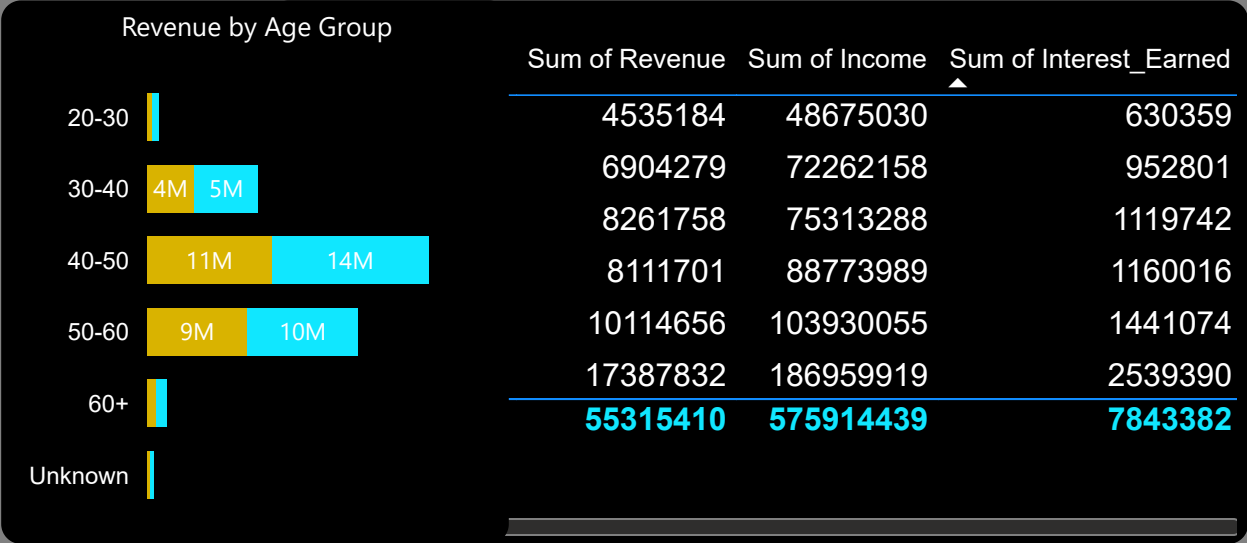 Revenue by Age Group
20-30
30-40 4M 5M
40-50 11M 14M
50-60 9M 10M
60+
Unknown
Sum of Revenue Sum of Income Sum of Interest_Earned
4535184 48675030 630359
6904279 72262158 952801
8261758 75313288 1119742
8111701 88773989 1160016
10114656 103930055 1441074
17387832 186959919 2539390
55315410 575914439 7843382